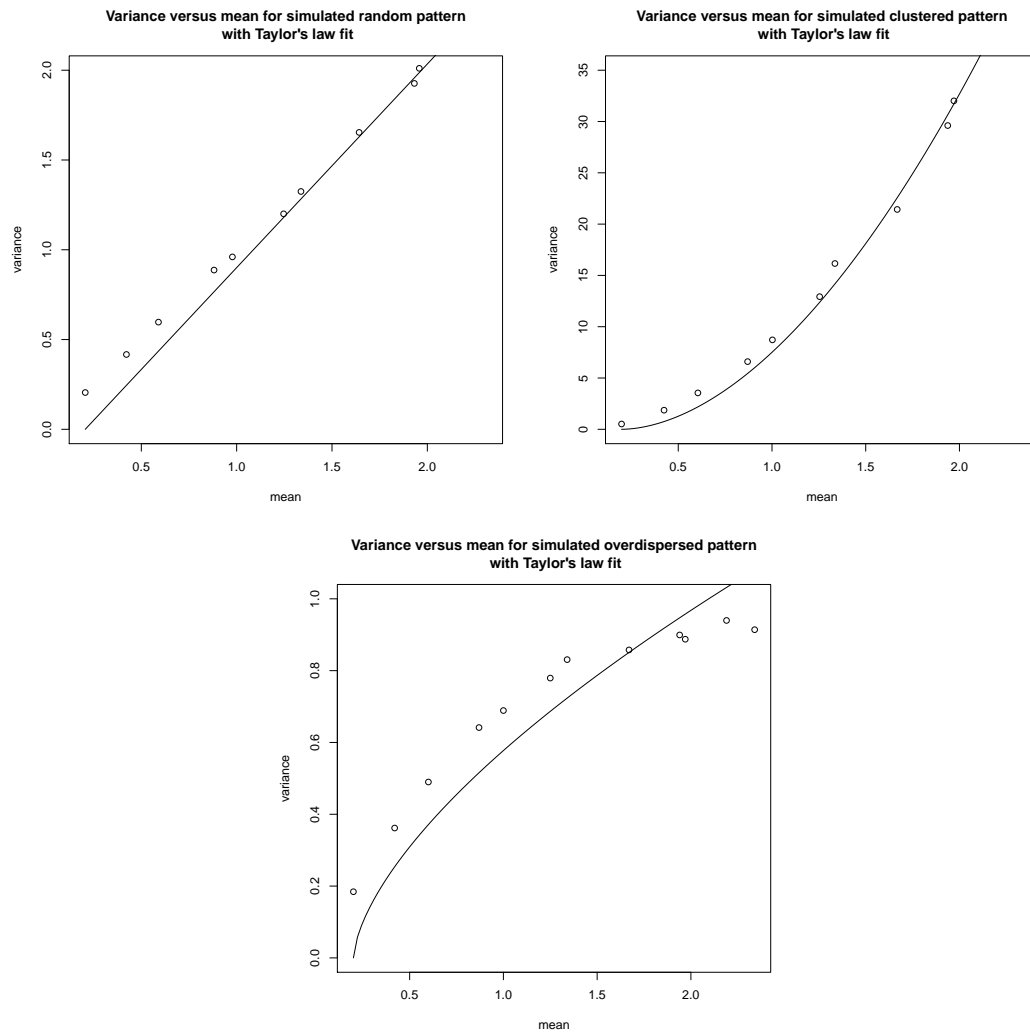 Variance versus mean for simulated random pattern
with Taylor's law fit
variance
2.0
1.5
1.0
0.5
0.0
0.5
1.0
1.5
2.0
mean
Variance versus mean for simulated clustered pattern
with Taylor's law fit
variance
35
30
25
20
15
10
5
0
0.5
1.0
1.5
2.0
mean
Variance versus mean for simulated overdispersed pattern
with Taylor's law fit
variance
1.0
0.8
0.6
0.4
0.2
0.0
0.5
1.0
1.5
2.0
mean